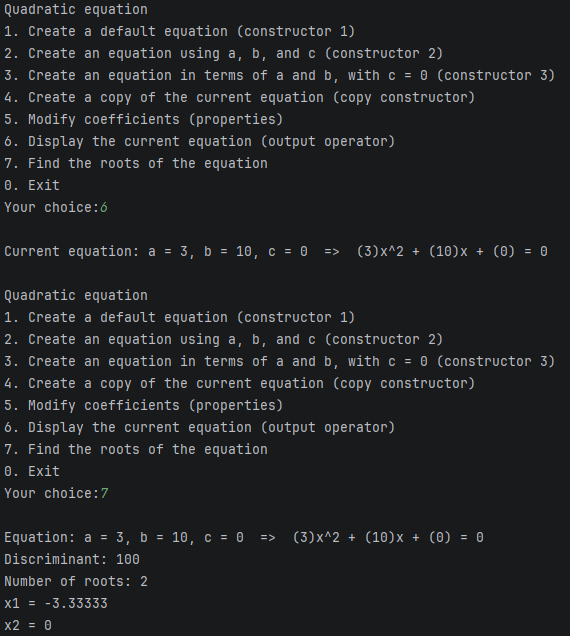 Quadratic equation
1. Create a default equation (constructor 1)
2. Create an equation using a, b, and c (constructor 2)
3. Create an equation in terms of a and b, with c = 0 (constructor 3)
4. Create a copy of the current equation (copy constructor)
5. Modify coefficients (properties)
6. Display the current equation (output operator)
7. Find the roots of the equation
0. Exit
Your choice:6
Current equation: a = 3, b = 10, c = 0  =>  (3)x^2 + (10)x + (0) = 0
Quadratic equation
1. Create a default equation (constructor 1)
2. Create an equation using a, b, and c (constructor 2)
3. Create an equation in terms of a and b, with c = 0 (constructor 3)
4. Create a copy of the current equation (copy constructor)
5. Modify coefficients (properties)
6. Display the current equation (output operator)
7. Find the roots of the equation
0. Exit
Your choice:7
Equation: a = 3, b = 10, c = 0  =>  (3)x^2 + (10)x + (0) = 0
Discriminant: 100
Number of roots: 2
x1 = -3.33333
x2 = 0